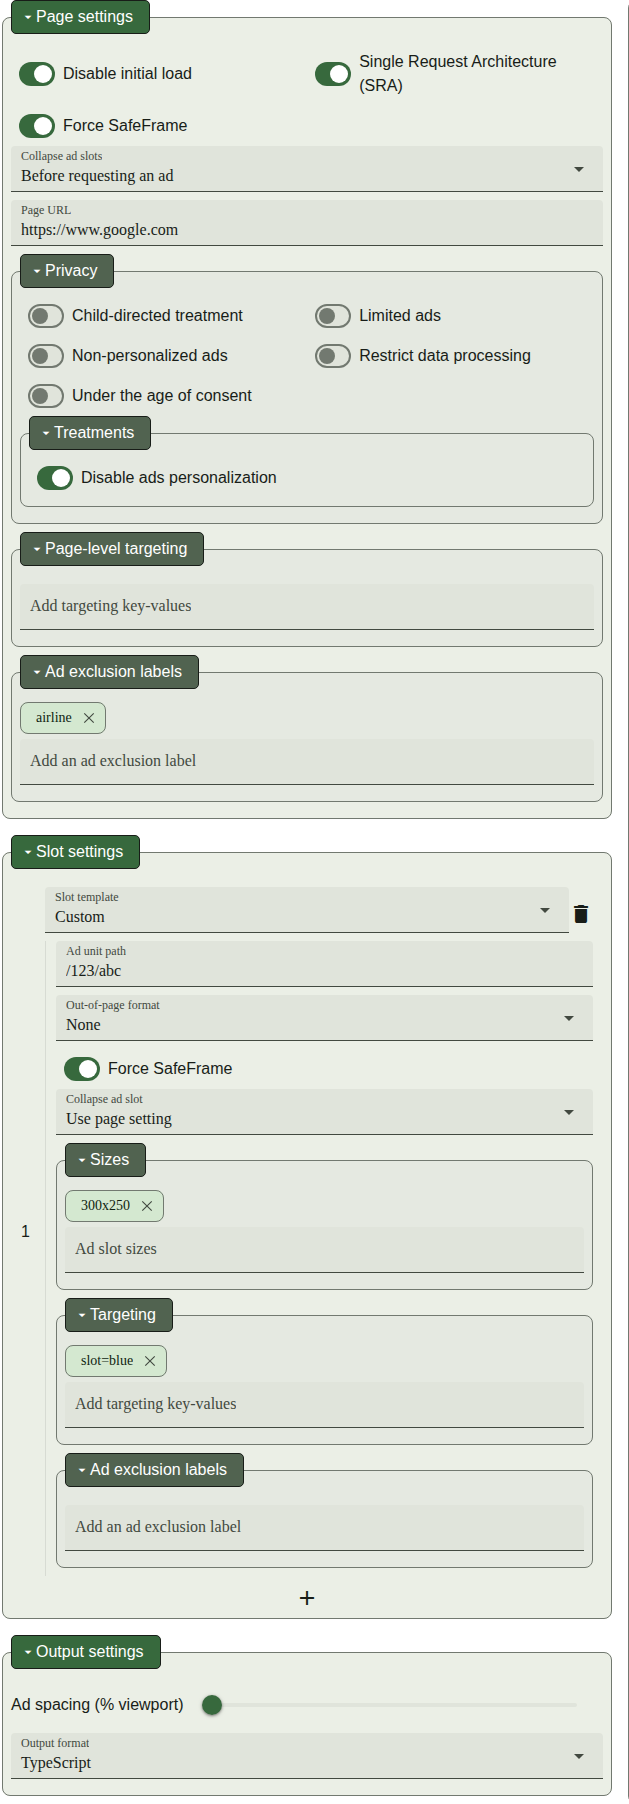 Page settings
Disable initial load
Single Request Architecture
(SRA)
Force SafeFrame
Collapse ad slots
Before requesting an ad
Page URL
https://www.google.com
Privacy
Child-directed treatment
Limited ads
Non-personalized ads
Restrict data processing
Under the age of consent
Treatments
Disable ads personalization
Page-level targeting
Add targeting key-values
Ad exclusion labels
airline
Add an ad exclusion label
Slot settings
Slot template
Custom
Ad unit path
/123/abc
Out-of-page format
None
Force SafeFrame
Collapse ad slot
Use page setting
Sizes
300x250
1
Ad slot sizes
Targeting
slot=blue
Add targeting key-values
Ad exclusion labels
Add an ad exclusion label
+
Output settings
Ad spacing (% viewport)
Output format
TypeScript